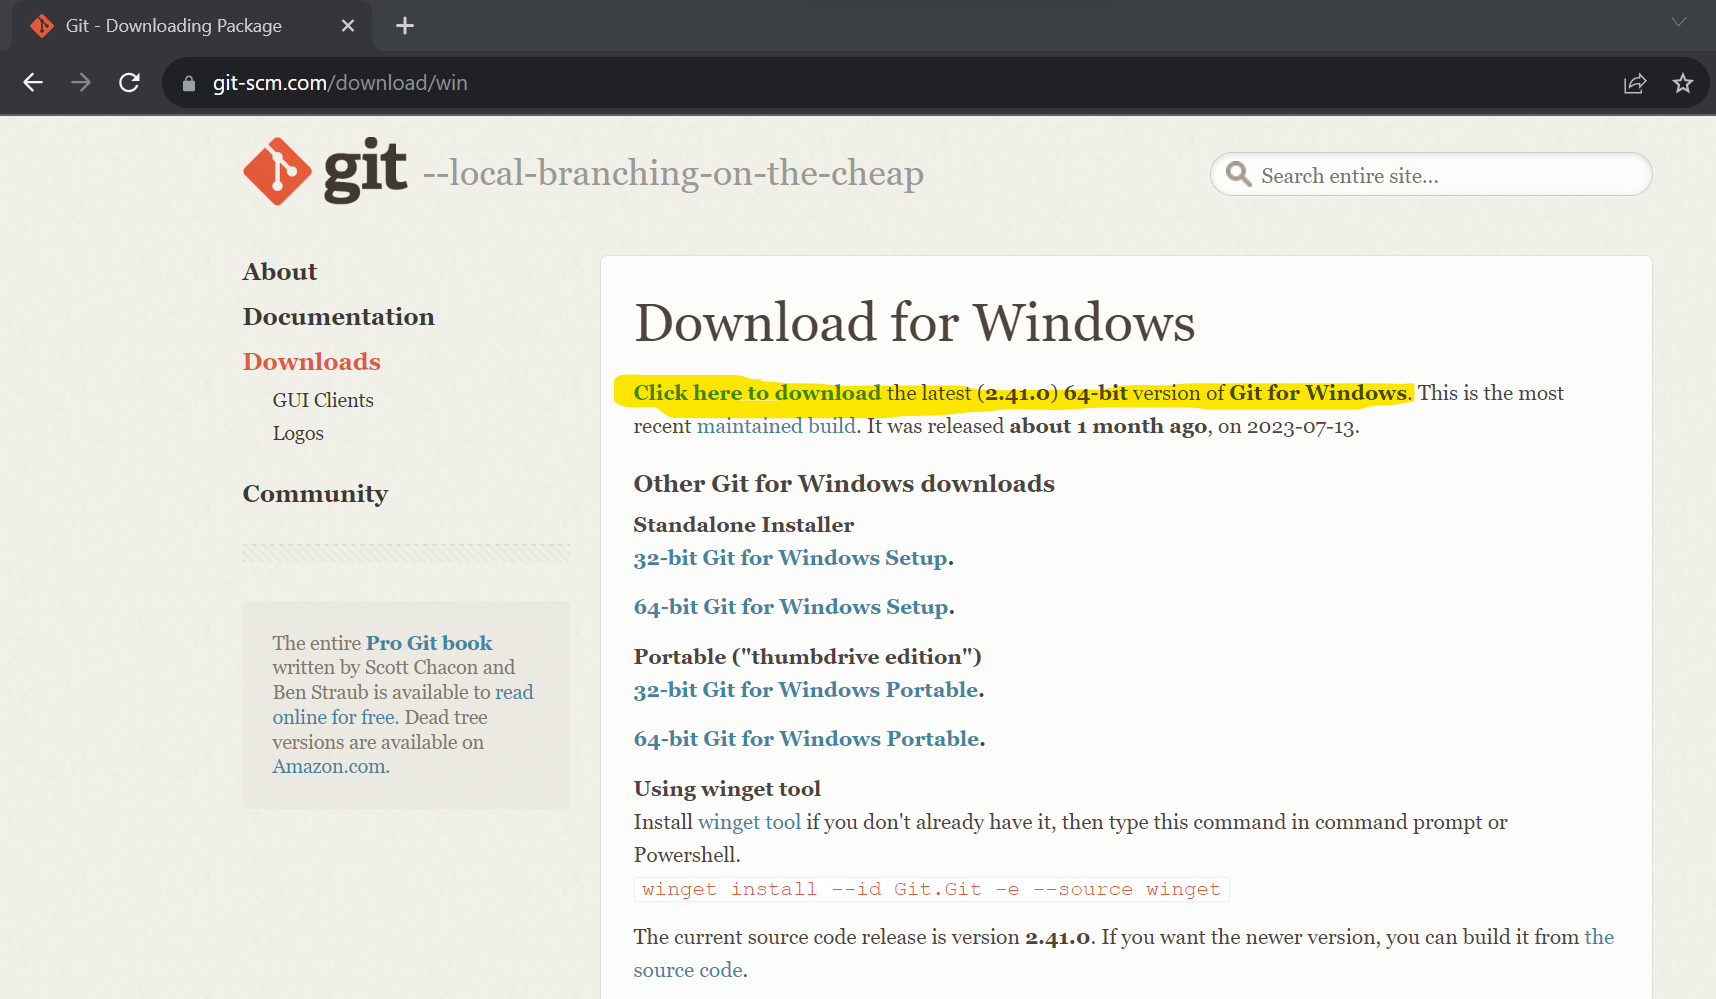 Git - Downloading Package
git-scm.com/download/win
git --local-branching-on-the-cheap
Search entire site...
About
Documentation
Downloads
GUI Clients
Logos
Community
The entire Pro Git book
written by Scott Chacon and
Ben Straub is available to read
online for free. Dead tree
versions are available on
Amazon.com.
Download for Windows
Click here to download the latest (2.41.0) 64-bit version of Git for Windows. This is the most
recent maintained build. It was released about 1 month ago, on 2023-07-13.
Other Git for Windows downloads
Standalone Installer
32-bit Git for Windows Setup.
64-bit Git for Windows Setup.
Portable ("thumbdrive edition")
32-bit Git for Windows Portable.
64-bit Git for Windows Portable.
Using winget tool
Install winget tool if you don't already have it, then type this command in command prompt or
Powershell.
winget install --id Git.Git -e --source winget
The current source code release is version 2.41.0. If you want the newer version, you can build it from the
source code.